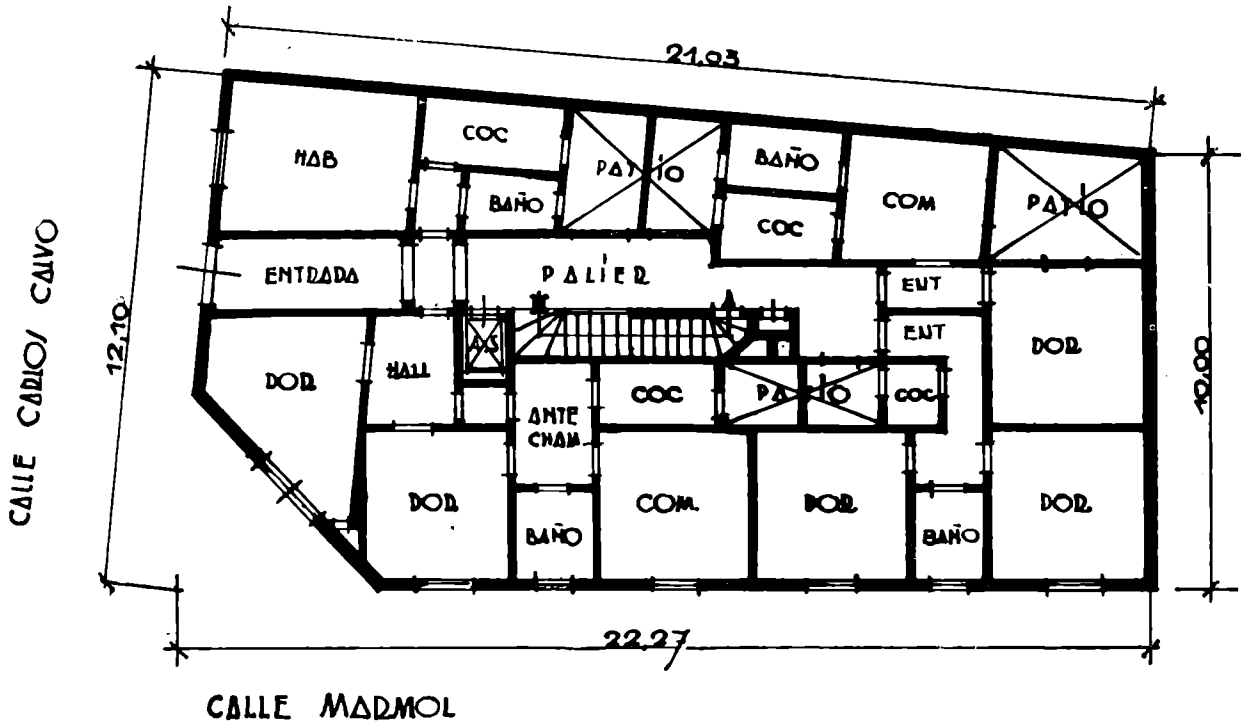 21.03
COC
HAB
PATIO
BAÑO
BAÑO
COM
PATIO
COC
ENTRADA
PALIER
ENT
ENT
12,10
CALLE CARLOS CALVO
DOR
HALL
AS
DOR
10,00
COC
PATIO
COC
ANTE
CHAM
DOR
COM.
DOR
DOR
BAÑO
BAÑO
22.27
CALLE MARMOL